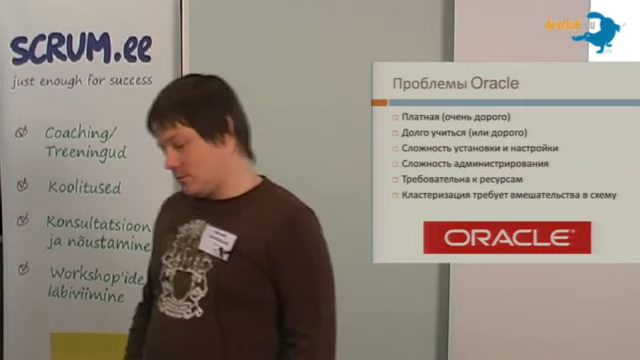 SCRUM.ee
just enough for success
Coaching/
Treeningud
Koolitused
Konsultatsioon
ja nõustamine
Workshop'ide
läbiviimine
devclub.eu
Проблемы Oracle
Платная (очень дорого)
Долго учиться (или дорого)
Сложность установки и настройки
Сложность администрирования
Требовательна к ресурсам
Кластеризация требует вмешательства в схему
ORACLE